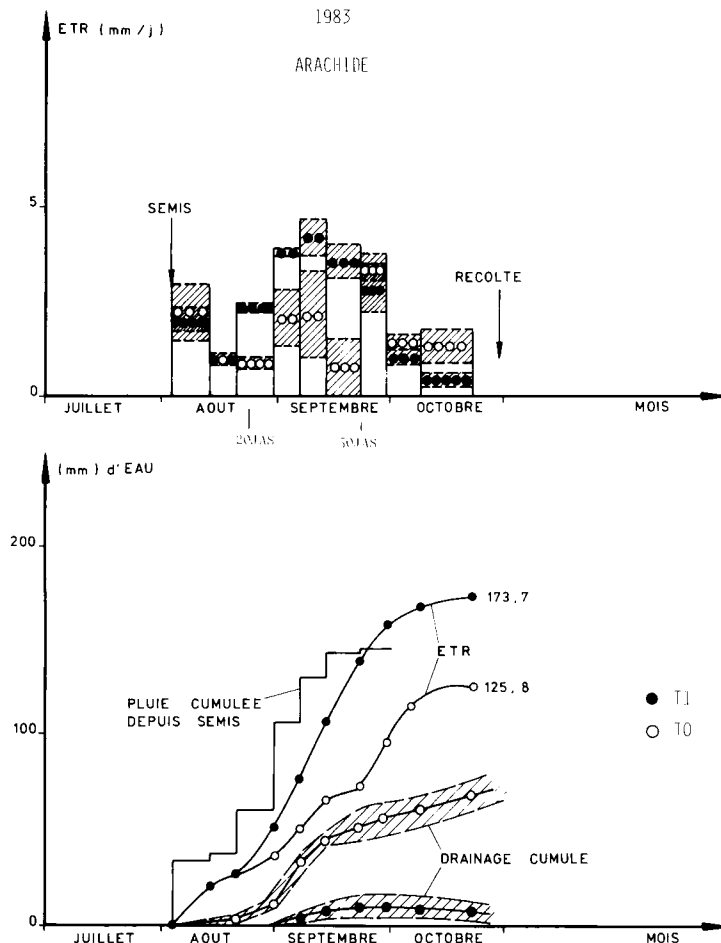 1983
ETR (mm/j)
ARACHIDE
5
SEMIS
RECOLTE
0
JUILLET AOUT SEPTEMBRE OCTOBRE MOIS
20JAS 50JAS
(mm) d'EAU
200
173,7
ETR
PLUIE CUMULEE
DEPUIS SEMIS
125,8
T1
T0
100
DRAINAGE CUMULE
0
JUILLET AOUT SEPTEMBRE OCTOBRE MOIS